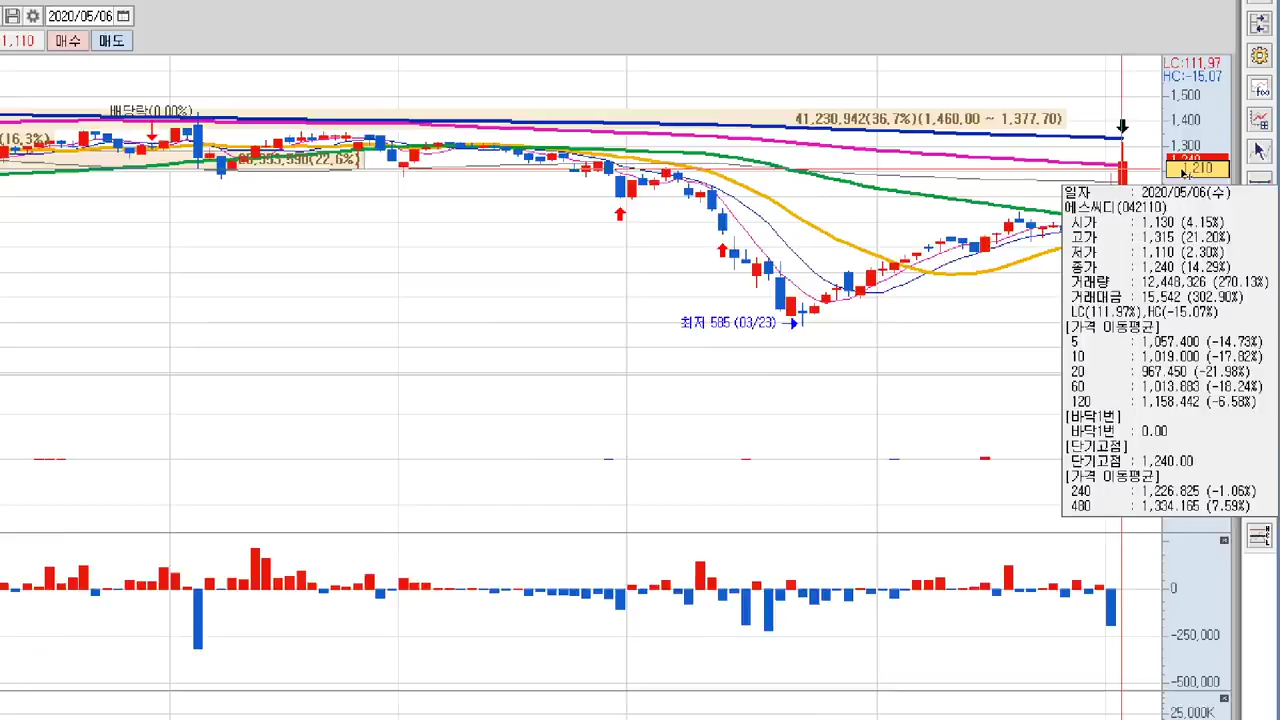 2020/05/06
1,110 매수 매도
LC:111,97
HC:-15,07
1,500
배당락(0,00%)
41,230,942(36,7%)(1,460,00 ~ 1,377,70)
1,400
(16,3%)
1,300
(22,6%)
1,240
1,210
일자 : 2020/05/06(수)
에스씨디(042110)
시가 : 1,130 (4,15%)
고가 : 1,315 (21,20%)
저가 : 1,110 (2,30%)
종가 : 1,240 (14,29%)
거래량 : 12,448,326 (270,13%)
거래대금 : 15,542 (302,90%)
LC(111,97%),HC(-15,07%)
[가격 이동평균]
최저 585 (03/23)
5 : 1,057,400 (-14,73%)
10 : 1,019,000 (-17,82%)
20 : 967,450 (-21,98%)
60 : 1,013,883 (-18,24%)
120 : 1,158,442 (-6,58%)
[바닥1번]
바닥1번 : 0,00
[단기고점]
단기고점 : 1,240,00
[가격 이동평균]
240 : 1,226,825 (-1,06%)
480 : 1,334,165 (7,59%)
0
-250,000
-500,000
25,000K